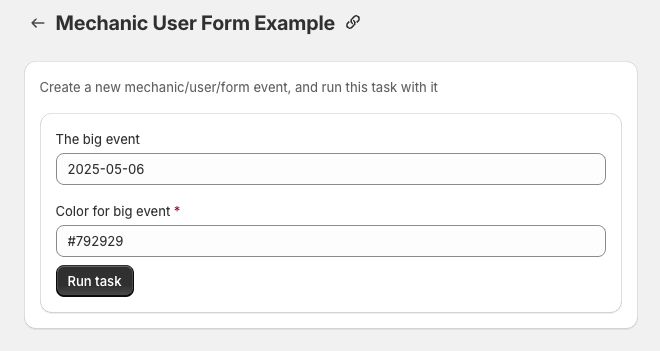 Mechanic User Form Example
Create a new mechanic/user/form event, and run this task with it
The big event
2025-05-06
Color for big event *
#792929
Run task